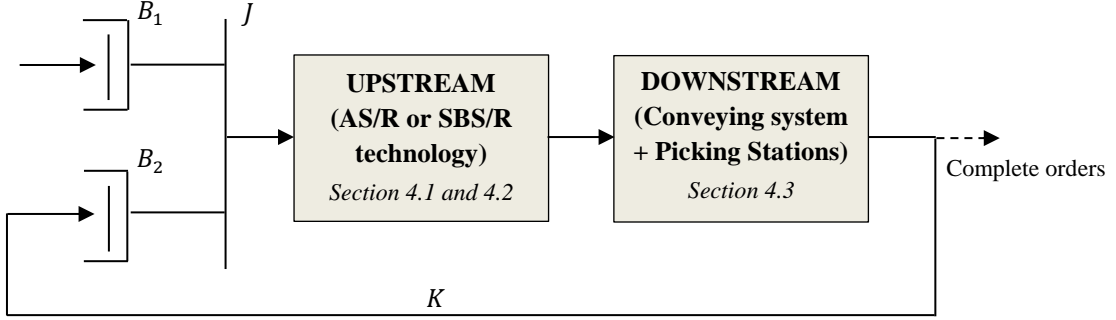 B₁
J
B₂
UPSTREAM
(AS/R or SBS/R
technology)
Section 4.1 and 4.2
DOWNSTREAM
(Conveying system
+ Picking Stations)
Section 4.3
Complete orders
K